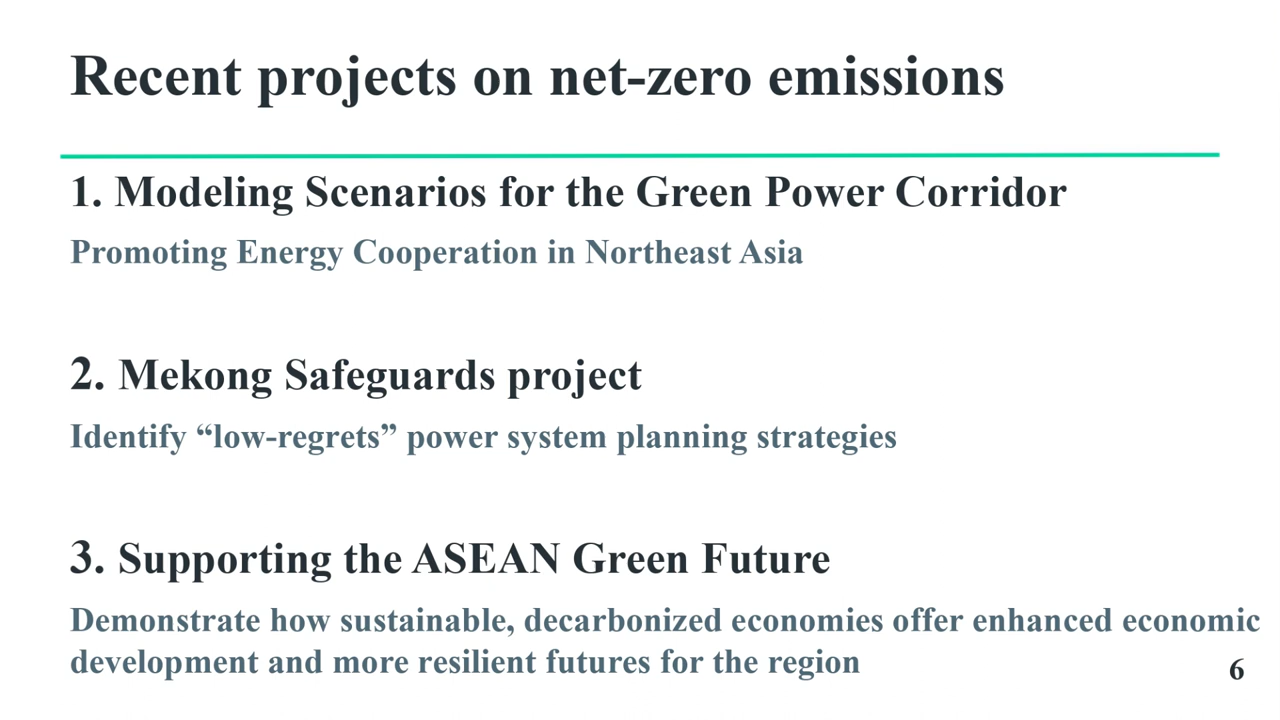 Recent projects on net-zero emissions
1. Modeling Scenarios for the Green Power Corridor
Promoting Energy Cooperation in Northeast Asia
2. Mekong Safeguards project
Identify “low-regrets” power system planning strategies
3. Supporting the ASEAN Green Future
Demonstrate how sustainable, decarbonized economies offer enhanced economic
development and more resilient futures for the region
6